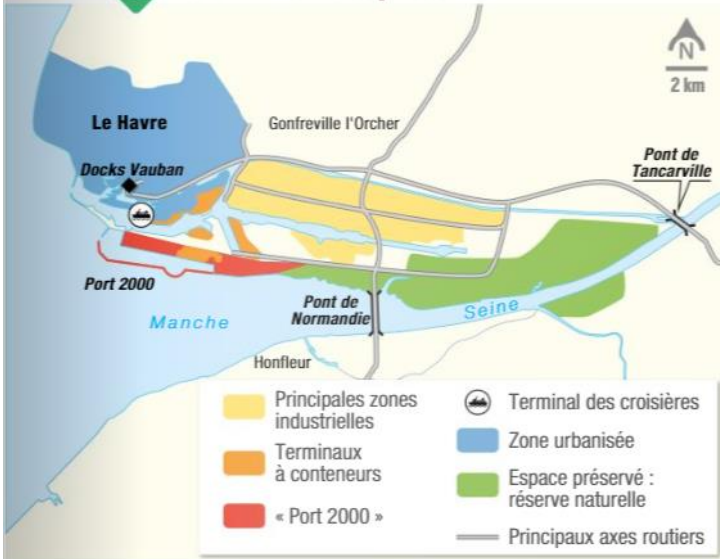 N
2 km
Le Havre
Gonfreville l'Orcher
Docks Vauban
Pont de
Tancarville
Port 2000
Pont de
Normandie
Seine
Manche
Honfleur
Principales zones
industrielles
Terminaux
à conteneurs
« Port 2000 »
Terminal des croisières
Zone urbanisée
Espace préservé :
réserve naturelle
Principaux axes routiers